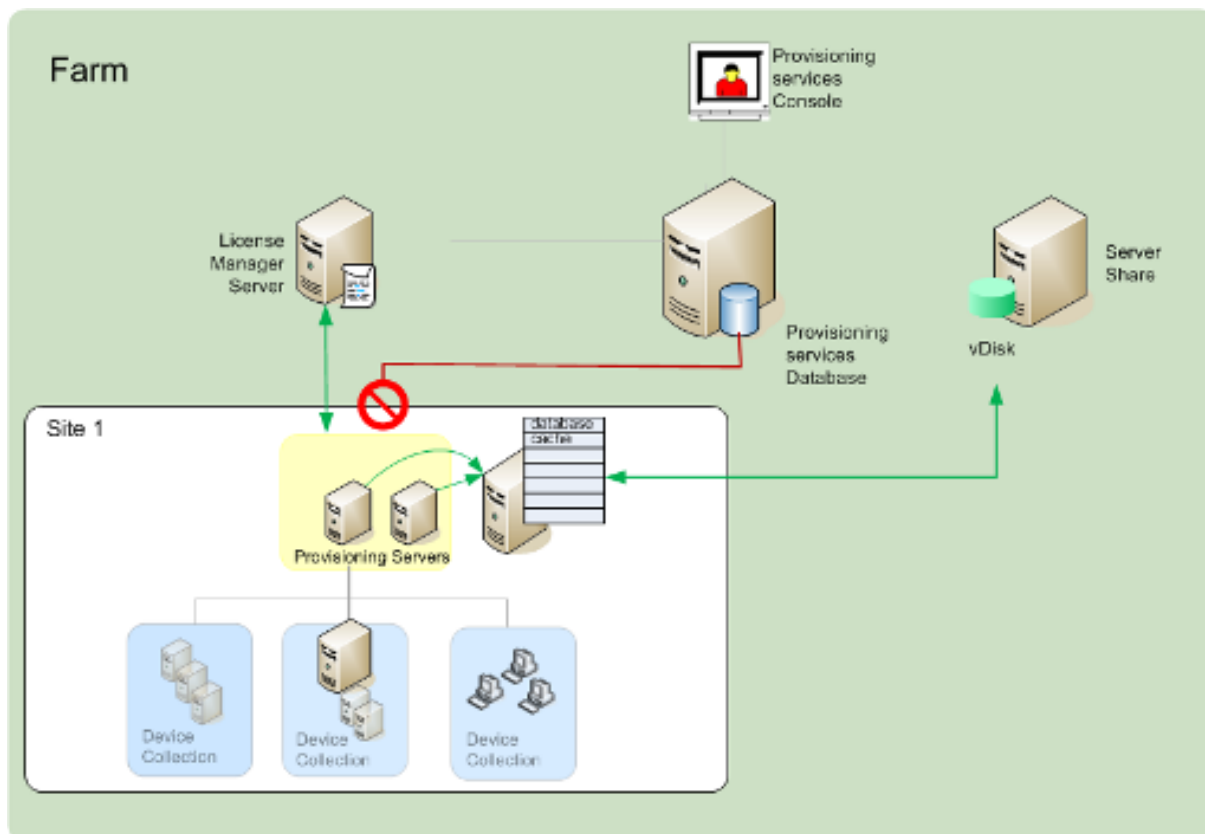 Farm
Provisioning
services
Console
License
Manager
Server
Server
Share
Provisioning
services
Database
vDisk
Site 1
database
cache
Provisioning Servers
Device
Collection
Device
Collection
Device
Collection